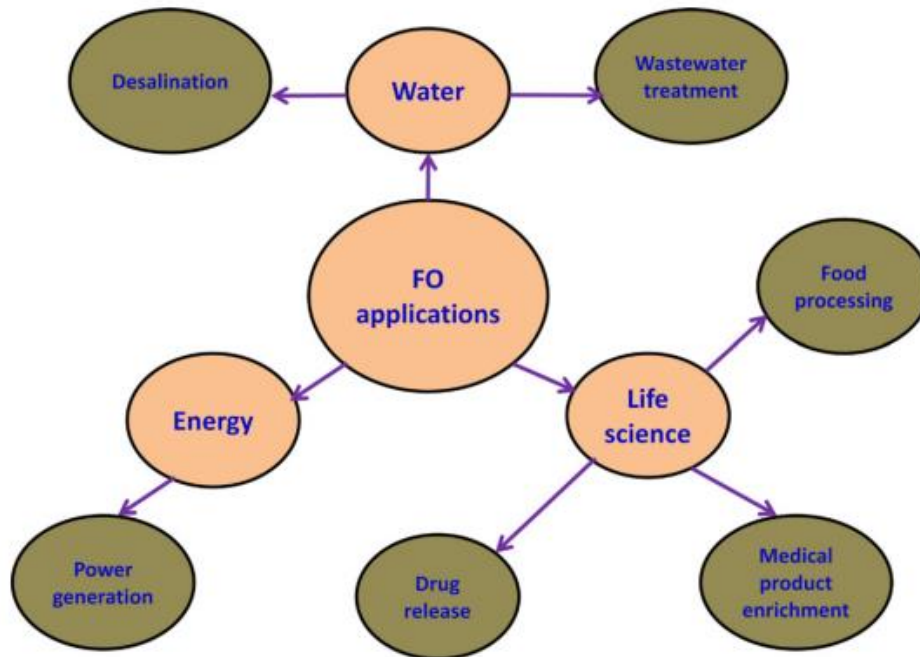 Desalination
Water
Wastewater
treatment
FO
applications
Food
processing
Energy
Life
science
Power
generation
Drug
release
Medical
product
enrichment